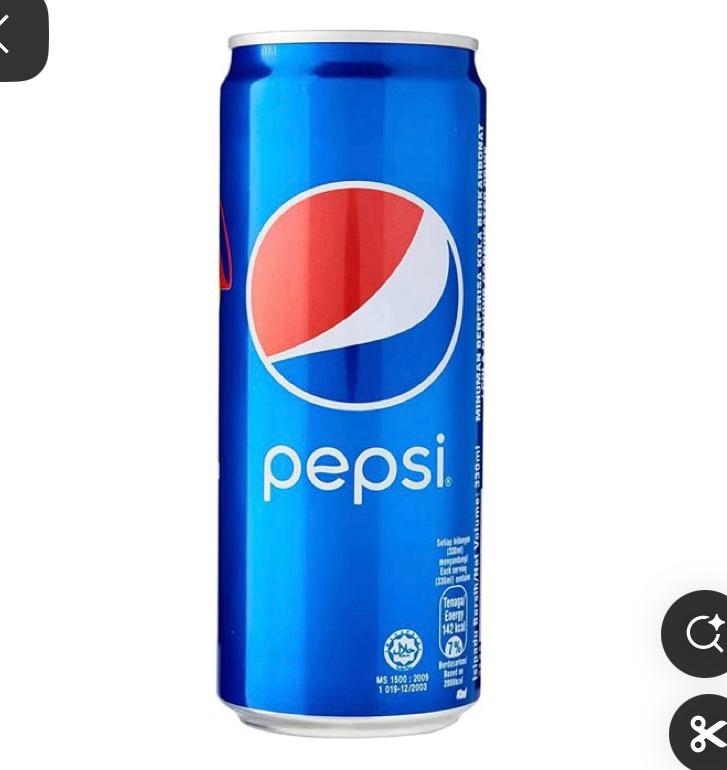 pepsi
Setiap hidangan
(330ml)
mengandungi
Each serving
(330ml) contain
Tenaga/
Energy
142 kcal
7%
Berdasarkan/
Based on
2000kcal
MS 1500 : 2009
1 019-12/2003
MINUMAN BERPERISA KOLA BERKARBONAT
Isipadu Bersih/Net Volume: 330ml